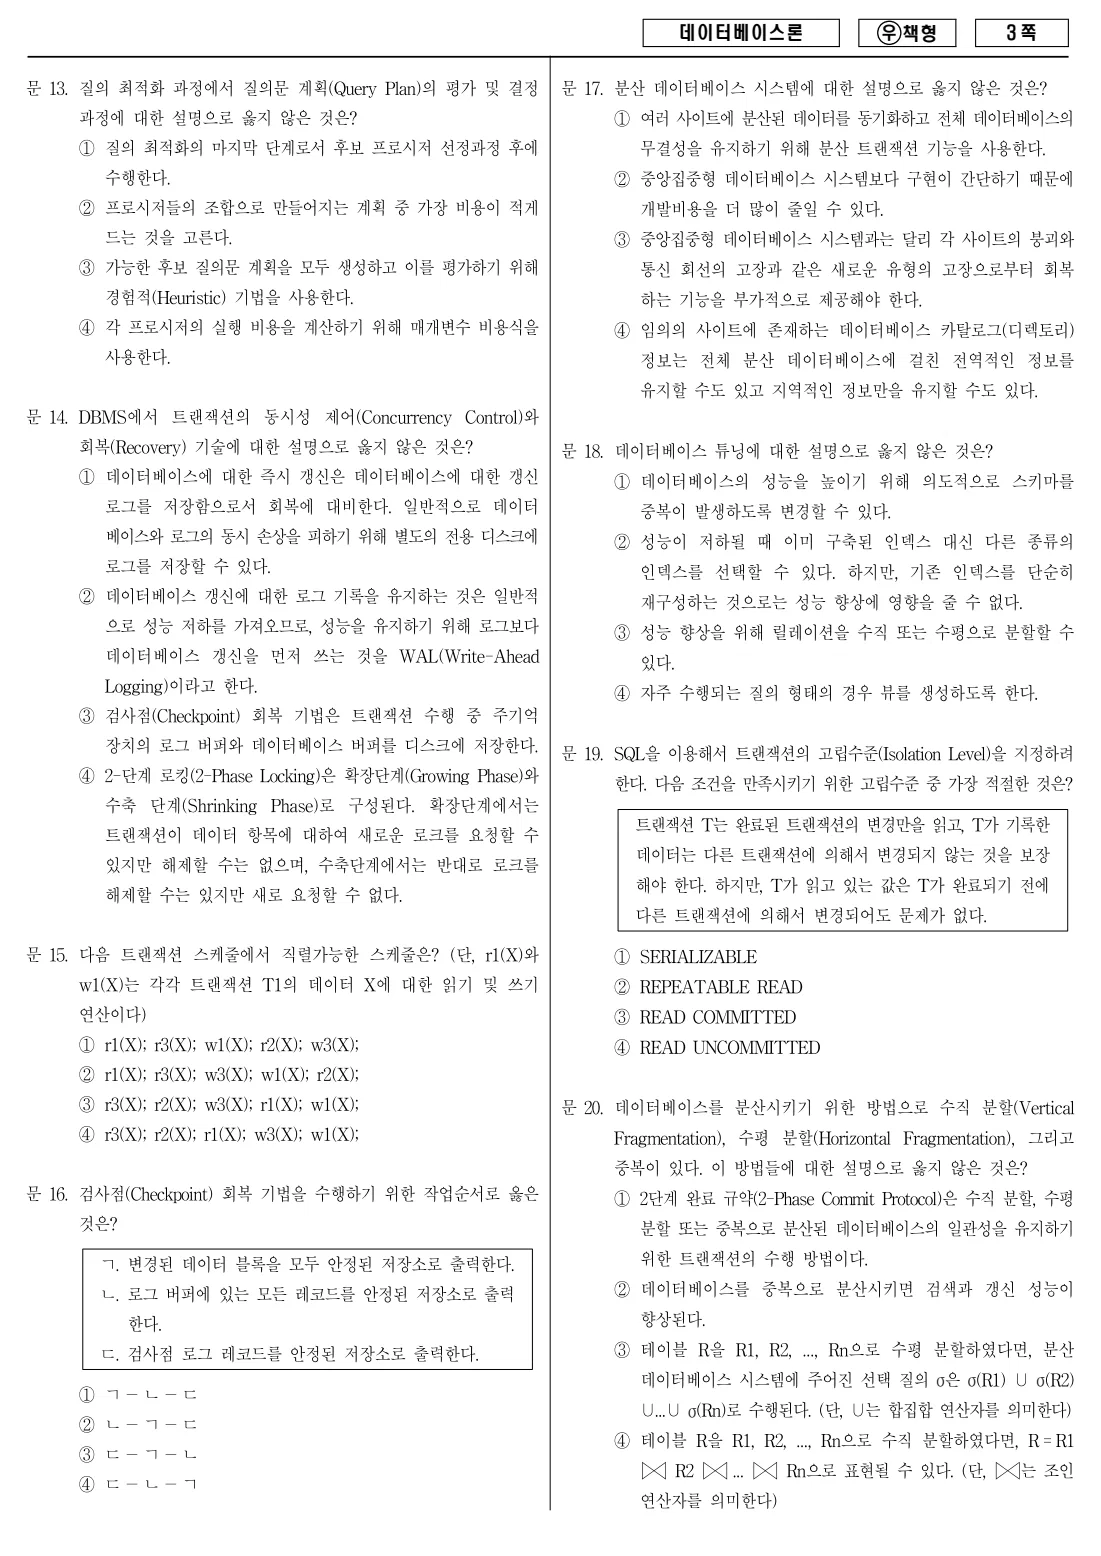 데이터베이스론
우책형
3쪽
문 13. 질의 최적화 과정에서 질의문 계획(Query Plan)의 평가 및 결정
과정에 대한 설명으로 옳지 않은 것은?
① 질의 최적화의 마지막 단계로서 후보 프로시저 선정과정 후에
수행한다.
② 프로시저들의 조합으로 만들어지는 계획 중 가장 비용이 적게
드는 것을 고른다.
③ 가능한 후보 질의문 계획을 모두 생성하고 이를 평가하기 위해
경험적(Heuristic) 기법을 사용한다.
④ 각 프로시저의 실행 비용을 계산하기 위해 매개변수 비용식을
사용한다.
문 14. DBMS에서 트랜잭션의 동시성 제어(Concurrency Control)와
회복(Recovery) 기술에 대한 설명으로 옳지 않은 것은?
① 데이터베이스에 대한 즉시 갱신은 데이터베이스에 대한 갱신
로그를 저장함으로서 회복에 대비한다. 일반적으로 데이터
베이스와 로그의 동시 손상을 피하기 위해 별도의 전용 디스크에
로그를 저장할 수 있다.
② 데이터베이스 갱신에 대한 로그 기록을 유지하는 것은 일반적
으로 성능 저하를 가져오므로, 성능을 유지하기 위해 로그보다
데이터베이스 갱신을 먼저 쓰는 것을 WAL(Write-Ahead
Logging)이라고 한다.
③ 검사점(Checkpoint) 회복 기법은 트랜잭션 수행 중 주기억
장치의 로그 버퍼와 데이터베이스 버퍼를 디스크에 저장한다.
④ 2-단계 로킹(2-Phase Locking)은 확장단계(Growing Phase)와
수축 단계(Shrinking Phase)로 구성된다. 확장단계에서는
트랜잭션이 데이터 항목에 대하여 새로운 로크를 요청할 수
있지만 해제할 수는 없으며, 수축단계에서는 반대로 로크를
해제할 수는 있지만 새로 요청할 수 없다.
문 15. 다음 트랜잭션 스케줄에서 직렬가능한 스케줄은? (단, r1(X)와
w1(X)는 각각 트랜잭션 T1의 데이터 X에 대한 읽기 및 쓰기
연산이다)
① r1(X); r3(X); w1(X); r2(X); w3(X);
② r1(X); r3(X); w3(X); w1(X); r2(X);
③ r3(X); r2(X); w3(X); r1(X); w1(X);
④ r3(X); r2(X); r1(X); w3(X); w1(X);
문 16. 검사점(Checkpoint) 회복 기법을 수행하기 위한 작업순서로 옳은
것은?
ㄱ. 변경된 데이터 블록을 모두 안정된 저장소로 출력한다.
ㄴ. 로그 버퍼에 있는 모든 레코드를 안정된 저장소로 출력
한다.
ㄷ. 검사점 로그 레코드를 안정된 저장소로 출력한다.
① ㄱ - ㄴ - ㄷ
② ㄴ - ㄱ - ㄷ
③ ㄷ - ㄱ - ㄴ
④ ㄷ - ㄴ - ㄱ
문 17. 분산 데이터베이스 시스템에 대한 설명으로 옳지 않은 것은?
① 여러 사이트에 분산된 데이터를 동기화하고 전체 데이터베이스의
무결성을 유지하기 위해 분산 트랜잭션 기능을 사용한다.
② 중앙집중형 데이터베이스 시스템보다 구현이 간단하기 때문에
개발비용을 더 많이 줄일 수 있다.
③ 중앙집중형 데이터베이스 시스템과는 달리 각 사이트의 붕괴와
통신 회선의 고장과 같은 새로운 유형의 고장으로부터 회복
하는 기능을 부가적으로 제공해야 한다.
④ 임의의 사이트에 존재하는 데이터베이스 카탈로그(디렉토리)
정보는 전체 분산 데이터베이스에 걸친 전역적인 정보를
유지할 수도 있고 지역적인 정보만을 유지할 수도 있다.
문 18. 데이터베이스 튜닝에 대한 설명으로 옳지 않은 것은?
① 데이터베이스의 성능을 높이기 위해 의도적으로 스키마를
중복이 발생하도록 변경할 수 있다.
② 성능이 저하될 때 이미 구축된 인덱스 대신 다른 종류의
인덱스를 선택할 수 있다. 하지만, 기존 인덱스를 단순히
재구성하는 것으로는 성능 향상에 영향을 줄 수 없다.
③ 성능 향상을 위해 릴레이션을 수직 또는 수평으로 분할할 수
있다.
④ 자주 수행되는 질의 형태의 경우 뷰를 생성하도록 한다.
문 19. SQL을 이용해서 트랜잭션의 고립수준(Isolation Level)을 지정하려
한다. 다음 조건을 만족시키기 위한 고립수준 중 가장 적절한 것은?
트랜잭션 T는 완료된 트랜잭션의 변경만을 읽고, T가 기록한
데이터는 다른 트랜잭션에 의해서 변경되지 않는 것을 보장
해야 한다. 하지만, T가 읽고 있는 값은 T가 완료되기 전에
다른 트랜잭션에 의해서 변경되어도 문제가 없다.
① SERIALIZABLE
② REPEATABLE READ
③ READ COMMITTED
④ READ UNCOMMITTED
문 20. 데이터베이스를 분산시키기 위한 방법으로 수직 분할(Vertical
Fragmentation), 수평 분할(Horizontal Fragmentation), 그리고
중복이 있다. 이 방법들에 대한 설명으로 옳지 않은 것은?
① 2단계 완료 규약(2-Phase Commit Protocol)은 수직 분할, 수평
분할 또는 중복으로 분산된 데이터베이스의 일관성을 유지하기
위한 트랜잭션의 수행 방법이다.
② 데이터베이스를 중복으로 분산시키면 검색과 갱신 성능이
향상된다.
③ 테이블 R을 R1, R2, ..., Rn으로 수평 분할하였다면, 분산
데이터베이스 시스템에 주어진 선택 질의 σ은 σ(R1) ∪ σ(R2)
∪...∪ σ(Rn)로 수행된다. (단, ∪는 합집합 연산자를 의미한다)
④ 테이블 R을 R1, R2, ..., Rn으로 수직 분할하였다면, R = R1
⋈ R2 ⋈ ... ⋈ Rn으로 표현될 수 있다. (단, ⋈는 조인
연산자를 의미한다)